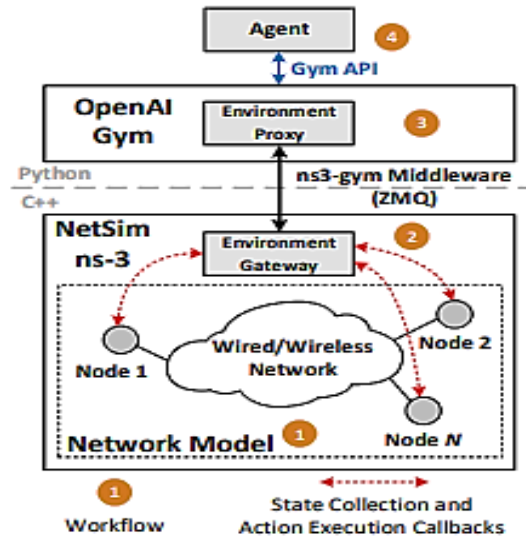 Agent
4
Gym API
OpenAI
Gym
Environment
Proxy
3
Python
ns3-gym Middleware
(ZMQ)
C++
NetSim
ns-3
Environment
Gateway
2
Wired/Wireless
Network
Node 1
Node 2
Node N
Network Model
1
1
Workflow
State Collection and
Action Execution Callbacks